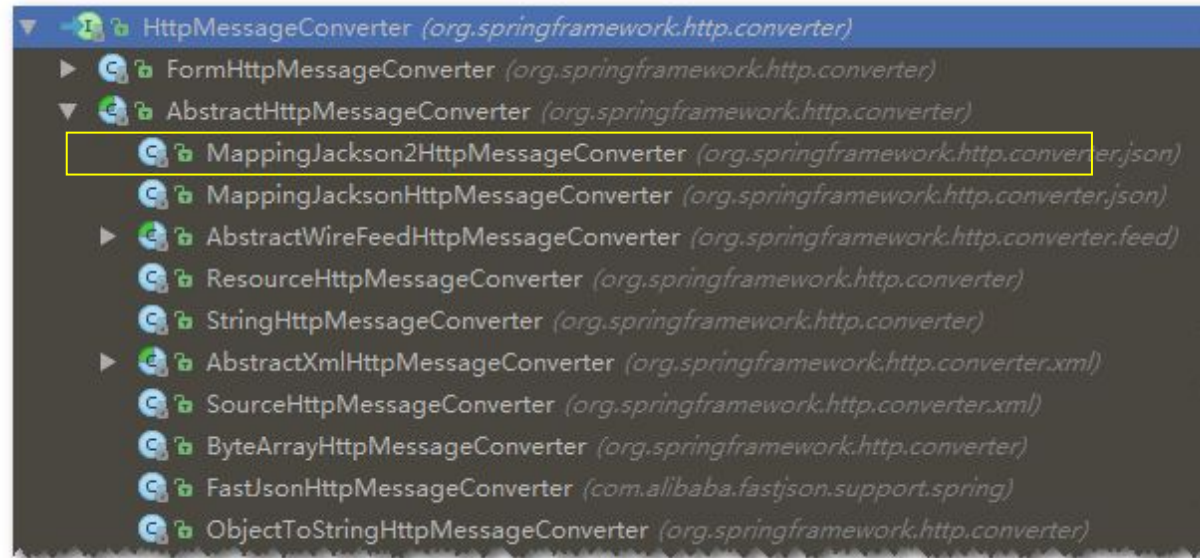 HttpMessageConverter (org.springframework.http.converter)
FormHttpMessageConverter (org.springframework.http.converter)
AbstractHttpMessageConverter (org.springframework.http.converter)
MappingJackson2HttpMessageConverter (org.springframework.http.converter.json)
MappingJacksonHttpMessageConverter (org.springframework.http.converter.json)
AbstractWireFeedHttpMessageConverter (org.springframework.http.converter.feed)
ResourceHttpMessageConverter (org.springframework.http.converter)
StringHttpMessageConverter (org.springframework.http.converter)
AbstractXmlHttpMessageConverter (org.springframework.http.converter.xml)
SourceHttpMessageConverter (org.springframework.http.converter.xml)
ByteArrayHttpMessageConverter (org.springframework.http.converter)
FastJsonHttpMessageConverter (com.alibaba.fastjson.support.spring)
ObjectToStringHttpMessageConverter (org.springframework.http.converter)